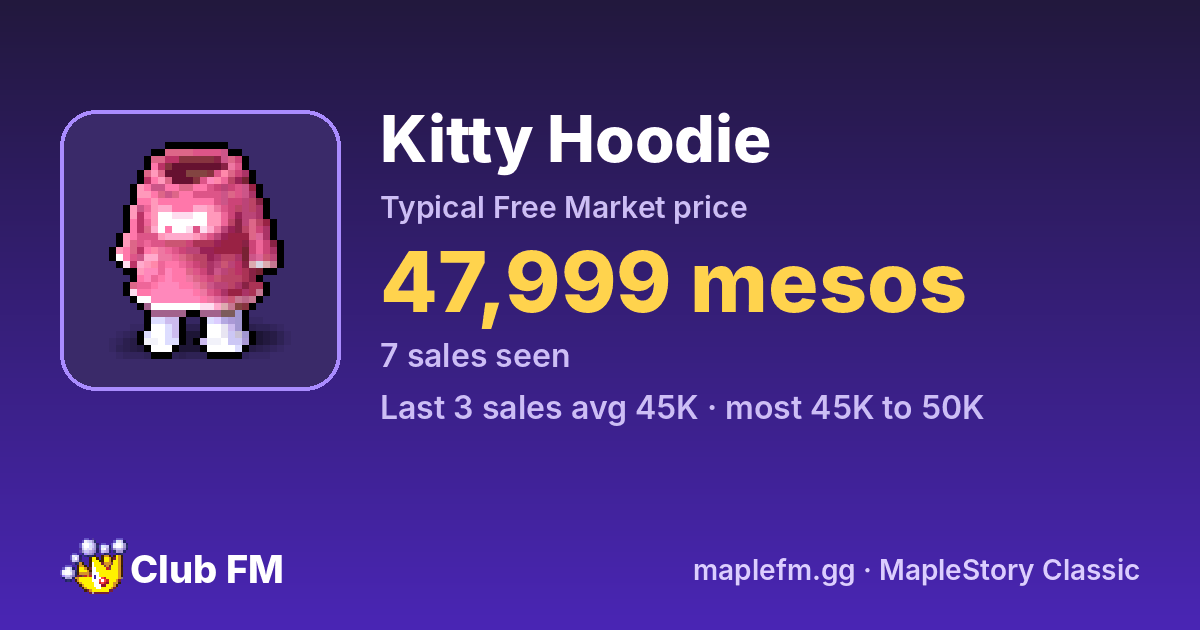 Kitty Hoodie
Typical Free Market price
47,999 mesos
7 sales seen
Last 3 sales avg 45K · most 45K to 50K
Club FM
maplefm.gg · MapleStory Classic